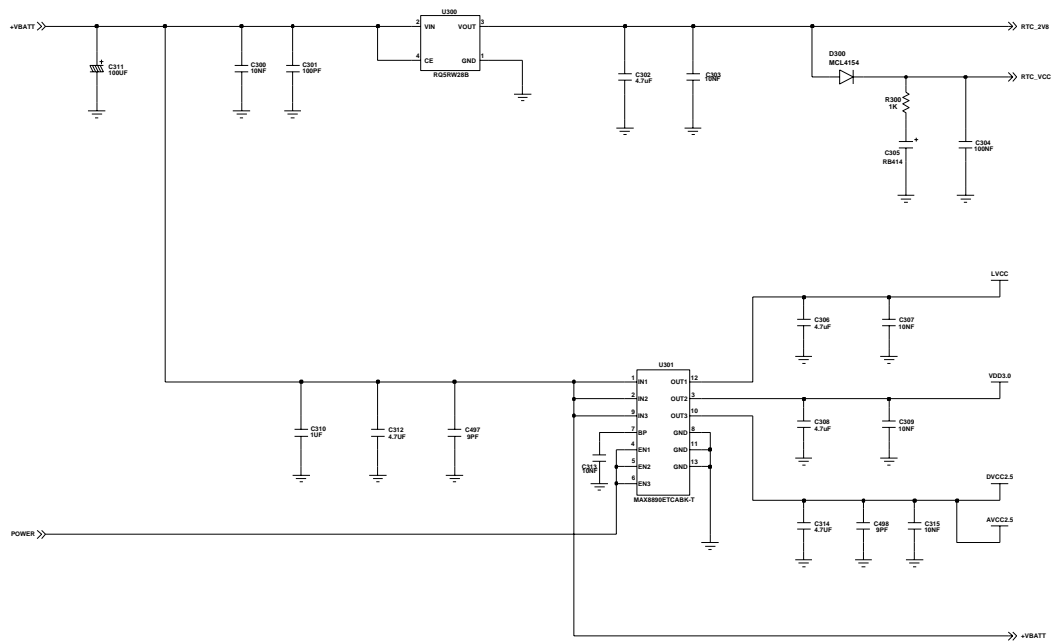 U300
+VBATT
2 VIN VOUT 3
4 CE GND 1
RQ5RW28B
RTC_2V8
C311
100UF
C300
10NF
C301
100PF
C302
4.7uF
C303
10NF
D300
MCL4154
RTC_VCC
R300
1K
C305
RB414
+
C304
100NF
LVCC
C306
4.7uF
C307
10NF
U301
1 IN1 OUT1 12
2 IN2 OUT2 3
9 IN3 OUT3 10
7 BP GND 8
4 EN1 GND 11
5 EN2 GND 13
6 EN3
MAX8890ETCABK-T
VDD3.0
C310
1UF
C312
4.7UF
C497
9PF
C313
10NF
C308
4.7uF
C309
10NF
DVCC2.5
AVCC2.5
C314
4.7UF
C498
9PF
C315
10NF
POWER
+VBATT